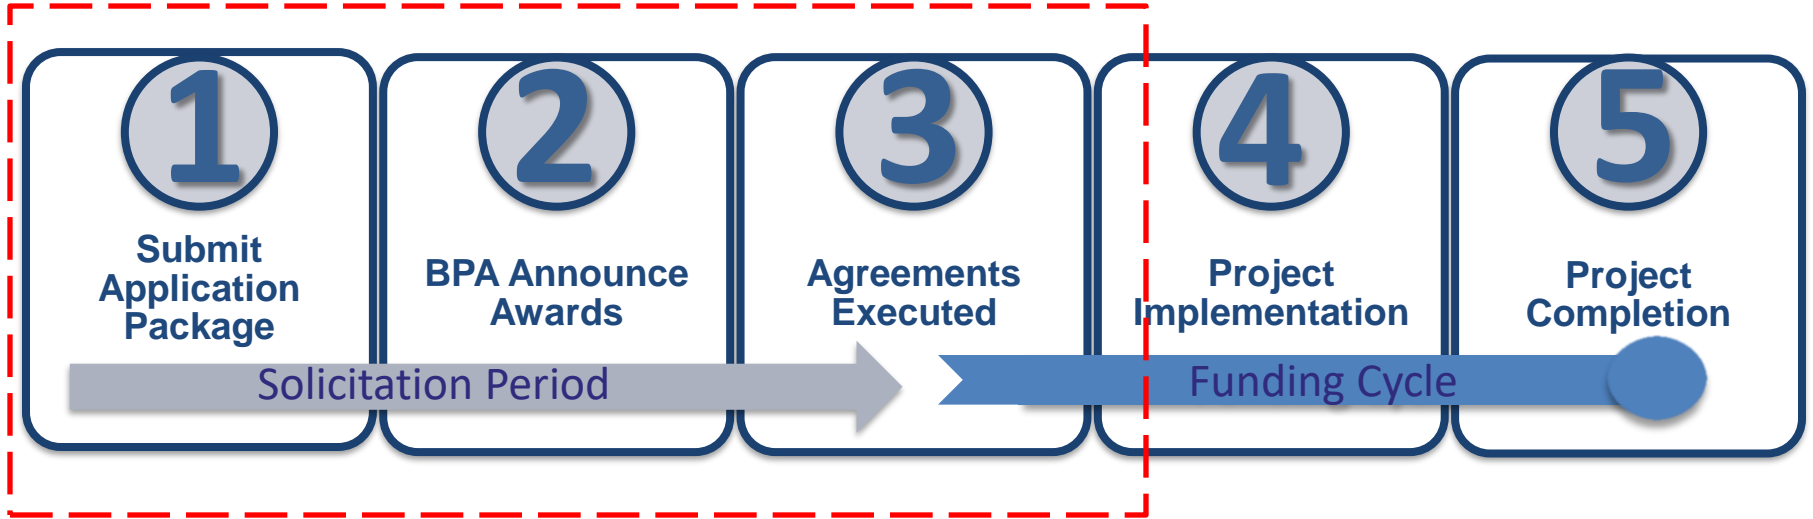 1
Submit
Application
Package
2
BPA Announce
Awards
3
Agreements
Executed
4
Project
Implementation
5
Project
Completion
Solicitation Period
Funding Cycle